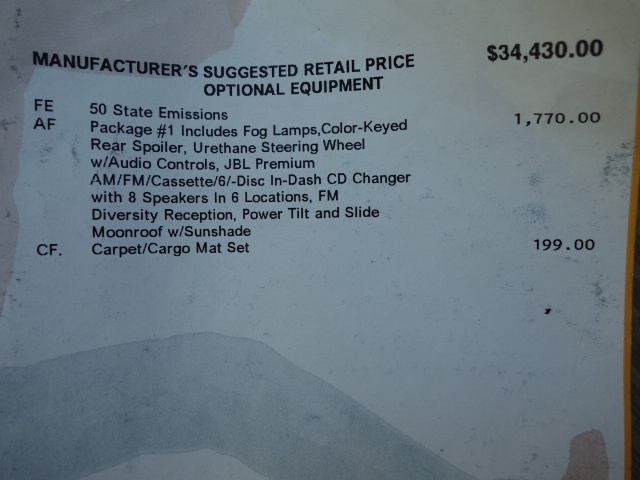 MANUFACTURER'S SUGGESTED RETAIL PRICE $34,430.00
OPTIONAL EQUIPMENT
FE 50 State Emissions
AF Package #1 Includes Fog Lamps,Color-Keyed 1,770.00
Rear Spoiler, Urethane Steering Wheel
w/Audio Controls, JBL Premium
AM/FM/Cassette/6/-Disc In-Dash CD Changer
with 8 Speakers In 6 Locations, FM
Diversity Reception, Power Tilt and Slide
Moonroof w/Sunshade
CF. Carpet/Cargo Mat Set 199.00